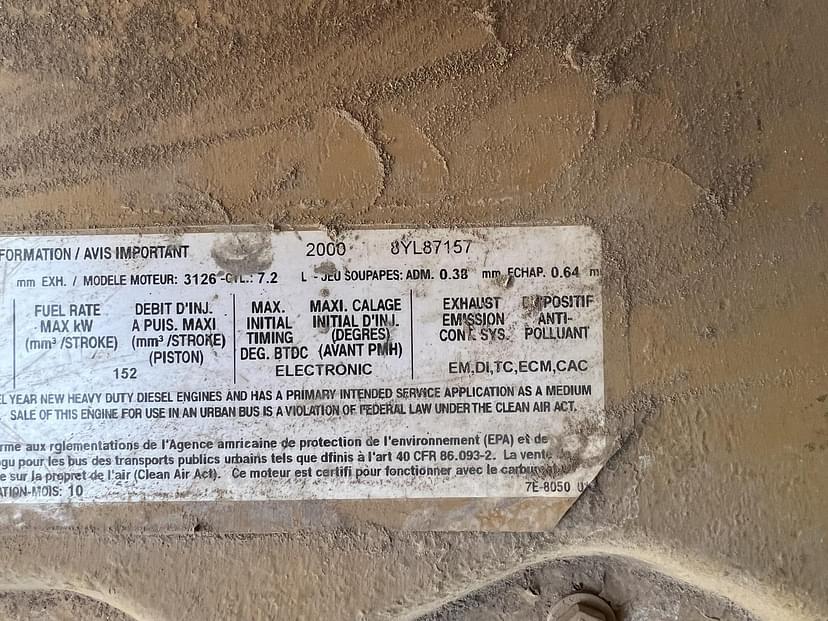 FORMATION / AVIS IMPORTANT 2000 8YL87157
mm EXH. / MODELE MOTEUR: 3126 -CYL.: 7.2 L - JEU SOUPAPES: ADM. 0.38 mm ECHAP. 0.64 m
FUEL RATE
MAX kW
(mm³ /STROKE)
DEBIT D'INJ.
A PUIS. MAXI
(mm³ /STROKE)
(PISTON)
152
MAX.
INITIAL
TIMING
DEG. BTDC
MAXI. CALAGE
INITIAL D'INJ.
(DEGRES)
(AVANT PMH)
ELECTRONIC
EXHAUST
EMISSION
CONT. SYS.
DISPOSITIF
ANTI-
POLLUANT
EM,DI,TC,ECM,CAC
EL YEAR NEW HEAVY DUTY DIESEL ENGINES AND HAS A PRIMARY INTENDED SERVICE APPLICATION AS A MEDIUM
SALE OF THIS ENGINE FOR USE IN AN URBAN BUS IS A VIOLATION OF FEDERAL LAW UNDER THE CLEAN AIR ACT.
rme aux rglementations de l'Agence amricaine de protection de l'environnement (EPA) et de
gu pour les bus des transports publics urbains tels que dfinis à l'art 40 CFR 86.093-2. La vente
e sur la propret de l'air (Clean Air Act). Ce moteur est certifi pour fonctionner avec le
ATION-MOIS: 10 7E-8050